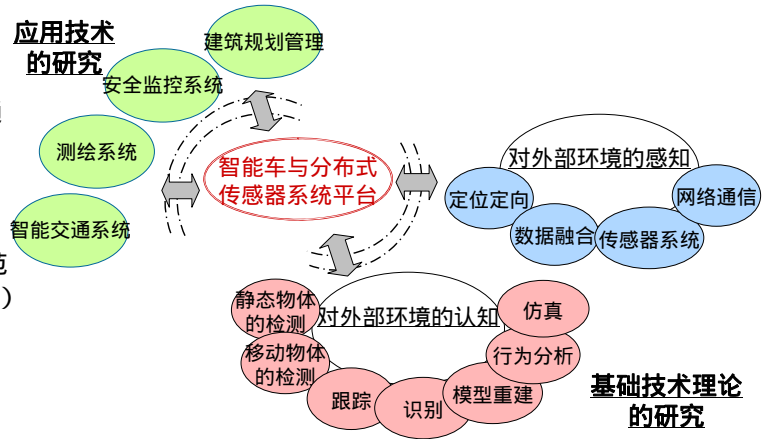 应用技术
的研究
建筑规划管理
安全监控系统
测绘系统
智能交通系统
）
智能车与分布式
传感器系统平台
对外部环境的感知
定位定向
数据融合
传感器系统
网络通信
对外部环境的认知
静态物体
的检测
移动物体
的检测
跟踪
识别
模型重建
行为分析
仿真
基础技术理论
的研究